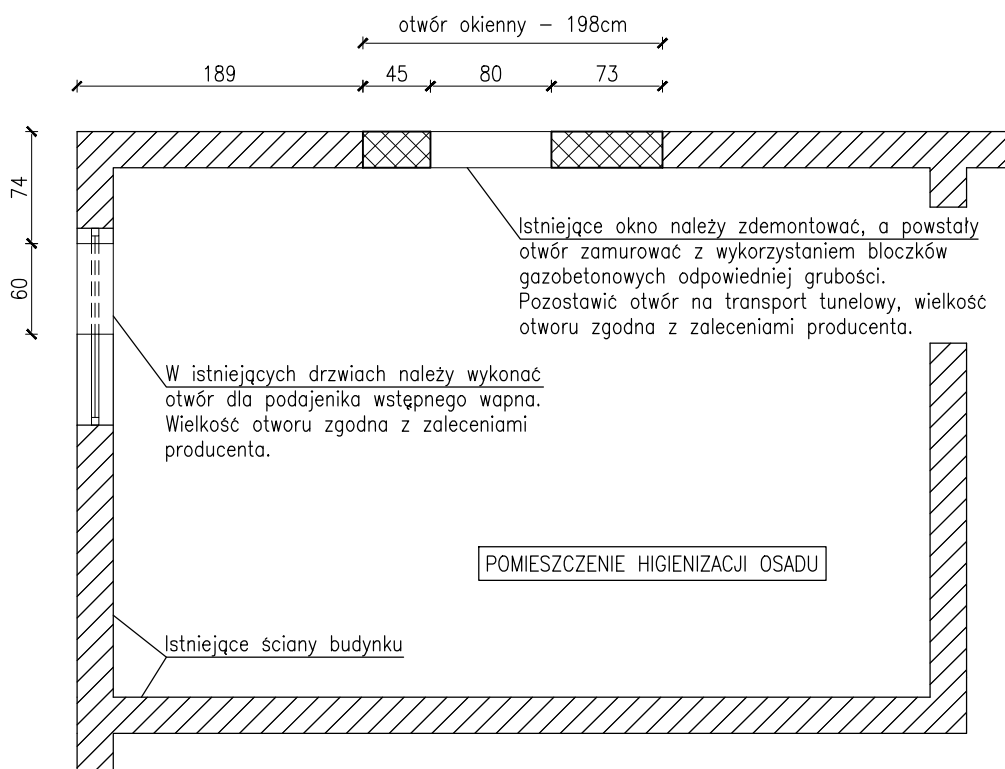 otwór okienny – 198cm
189
45
80
73
74
60
Istniejące okno należy zdemontować, a powstały
otwór zamurować z wykorzystaniem bloczków
gazobetonowych odpowiedniej grubości.
Pozostawić otwór na transport tunelowy, wielkość
otworu zgodna z zaleceniami producenta.
W istniejących drzwiach należy wykonać
otwór dla podajenika wstępnego wapna.
Wielkość otworu zgodna z zaleceniami
producenta.
POMIESZCZENIE HIGIENIZACJI OSADU
Istniejące ściany budynku